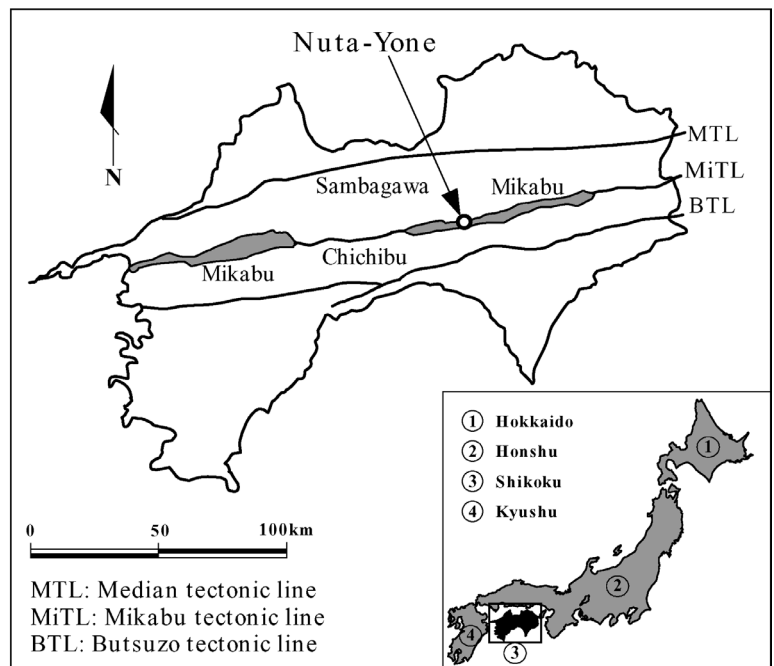 Nuta-Yone
N
MTL
MiTL
BTL
Sambagawa
Mikabu
Chichibu
Mikabu
0 50 100km
MTL: Median tectonic line
MiTL: Mikabu tectonic line
BTL: Butsuzo tectonic line
① Hokkaido
② Honshu
③ Shikoku
④ Kyushu
①
②
③
④